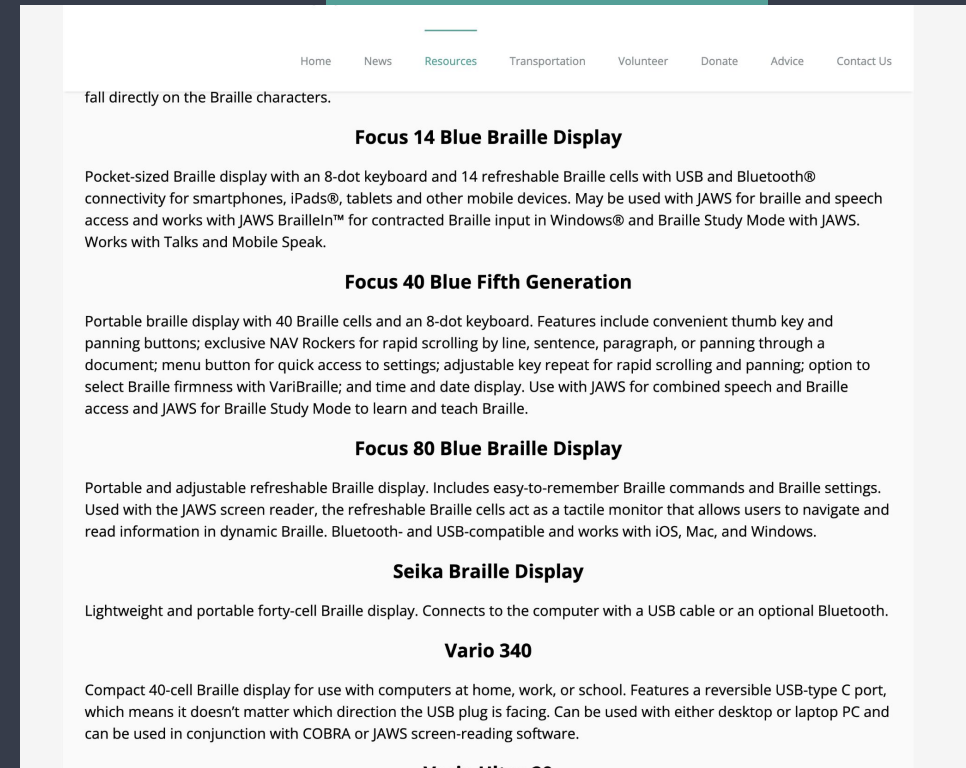 Home News Resources Transportation Volunteer Donate Advice Contact Us
fall directly on the Braille characters.
Focus 14 Blue Braille Display
Pocket-sized Braille display with an 8-dot keyboard and 14 refreshable Braille cells with USB and Bluetooth®
connectivity for smartphones, iPads®, tablets and other mobile devices. May be used with JAWS for braille and speech
access and works with JAWS BrailleIn™ for contracted Braille input in Windows® and Braille Study Mode with JAWS.
Works with Talks and Mobile Speak.
Focus 40 Blue Fifth Generation
Portable braille display with 40 Braille cells and an 8-dot keyboard. Features include convenient thumb key and
panning buttons; exclusive NAV Rockers for rapid scrolling by line, sentence, paragraph, or panning through a
document; menu button for quick access to settings; adjustable key repeat for rapid scrolling and panning; option to
select Braille firmness with VariBraille; and time and date display. Use with JAWS for combined speech and Braille
access and JAWS for Braille Study Mode to learn and teach Braille.
Focus 80 Blue Braille Display
Portable and adjustable refreshable Braille display. Includes easy-to-remember Braille commands and Braille settings.
Used with the JAWS screen reader, the refreshable Braille cells act as a tactile monitor that allows users to navigate and
read information in dynamic Braille. Bluetooth- and USB-compatible and works with iOS, Mac, and Windows.
Seika Braille Display
Lightweight and portable forty-cell Braille display. Connects to the computer with a USB cable or an optional Bluetooth.
Vario 340
Compact 40-cell Braille display for use with computers at home, work, or school. Features a reversible USB-type C port,
which means it doesn’t matter which direction the USB plug is facing. Can be used with either desktop or laptop PC and
can be used in conjunction with COBRA or JAWS screen-reading software.